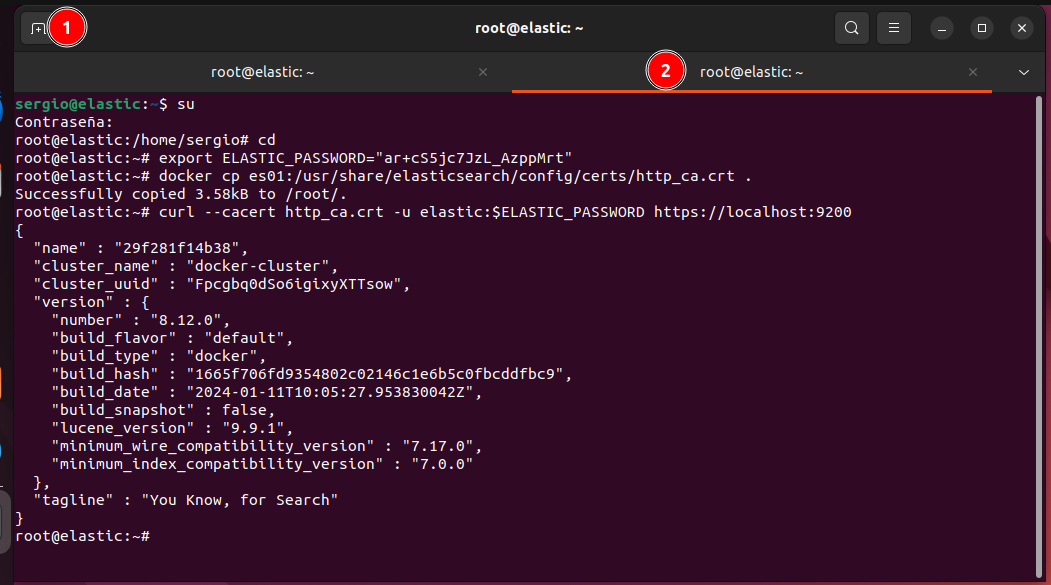 1
root@elastic: ~
root@elastic: ~
2
root@elastic: ~
sergio@elastic:~$ su
Contraseña:
root@elastic:/home/sergio# cd
root@elastic:~# export ELASTIC_PASSWORD="ar+cS5jc7JzL_AzppMrt"
root@elastic:~# docker cp es01:/usr/share/elasticsearch/config/certs/http_ca.crt .
Successfully copied 3.58kB to /root/.
root@elastic:~# curl --cacert http_ca.crt -u elastic:$ELASTIC_PASSWORD https://localhost:9200
{
  "name" : "29f281f14b38",
  "cluster_name" : "docker-cluster",
  "cluster_uuid" : "Fpcgbq0dSo6igixyXTTsow",
  "version" : {
    "number" : "8.12.0",
    "build_flavor" : "default",
    "build_type" : "docker",
    "build_hash" : "1665f706fd9354802c02146c1e6b5c0fbcddfbc9",
    "build_date" : "2024-01-11T10:05:27.953830042Z",
    "build_snapshot" : false,
    "lucene_version" : "9.9.1",
    "minimum_wire_compatibility_version" : "7.17.0",
    "minimum_index_compatibility_version" : "7.0.0"
  },
  "tagline" : "You Know, for Search"
}
root@elastic:~#